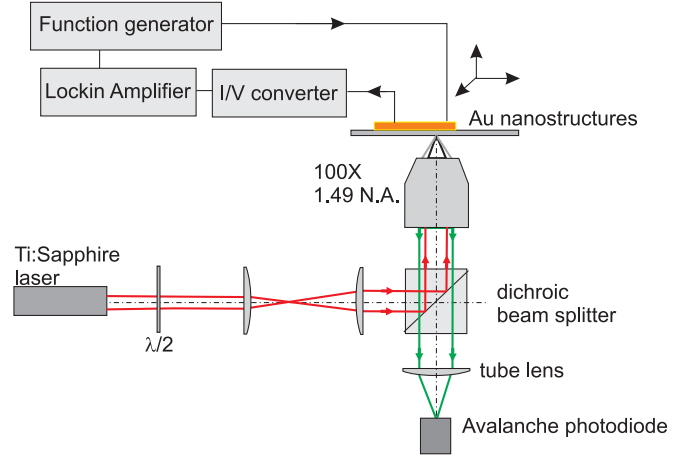 Function generator
Lockin Amplifier
I/V converter
Au nanostructures
100X
1.49 N.A.
Ti:Sapphire
laser
λ/2
dichroic
beam splitter
tube lens
Avalanche photodiode